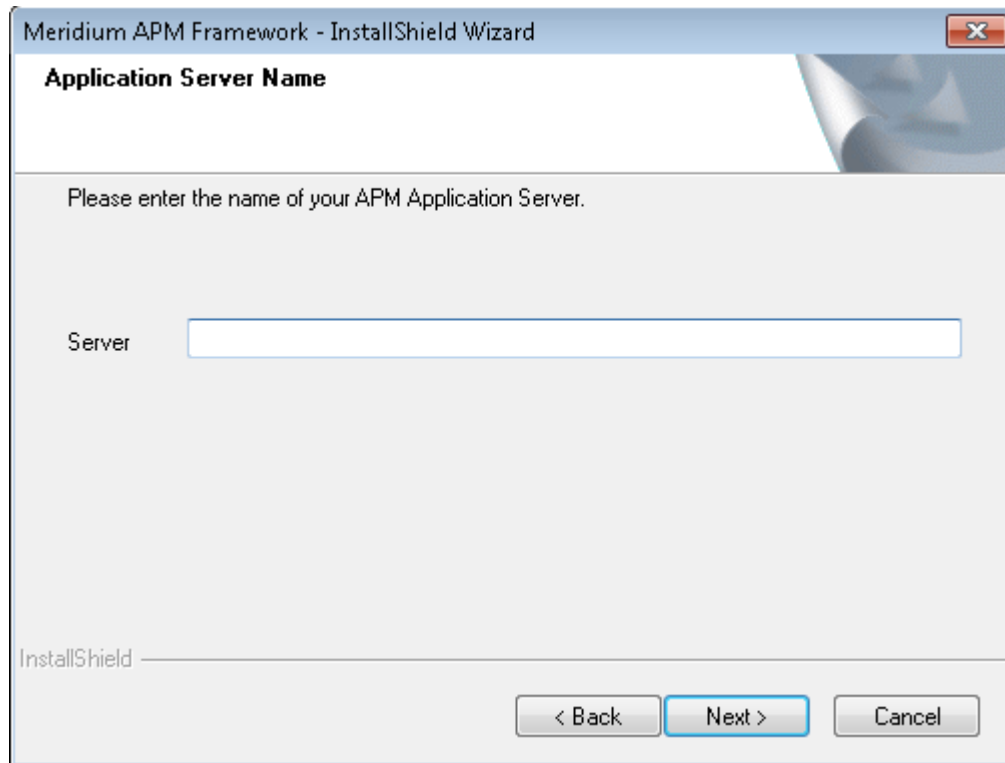 Meridium APM Framework - InstallShield Wizard
Application Server Name
Please enter the name of your APM Application Server.
Server
InstallShield
< Back
Next >
Cancel